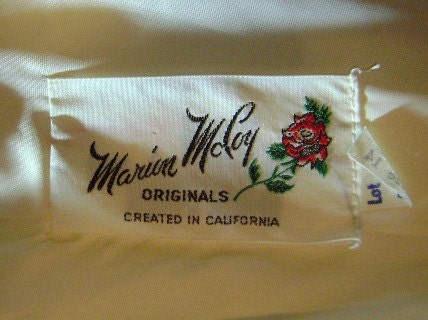 Marion McCoy
ORIGINALS
CREATED IN CALIFORNIA
Lot